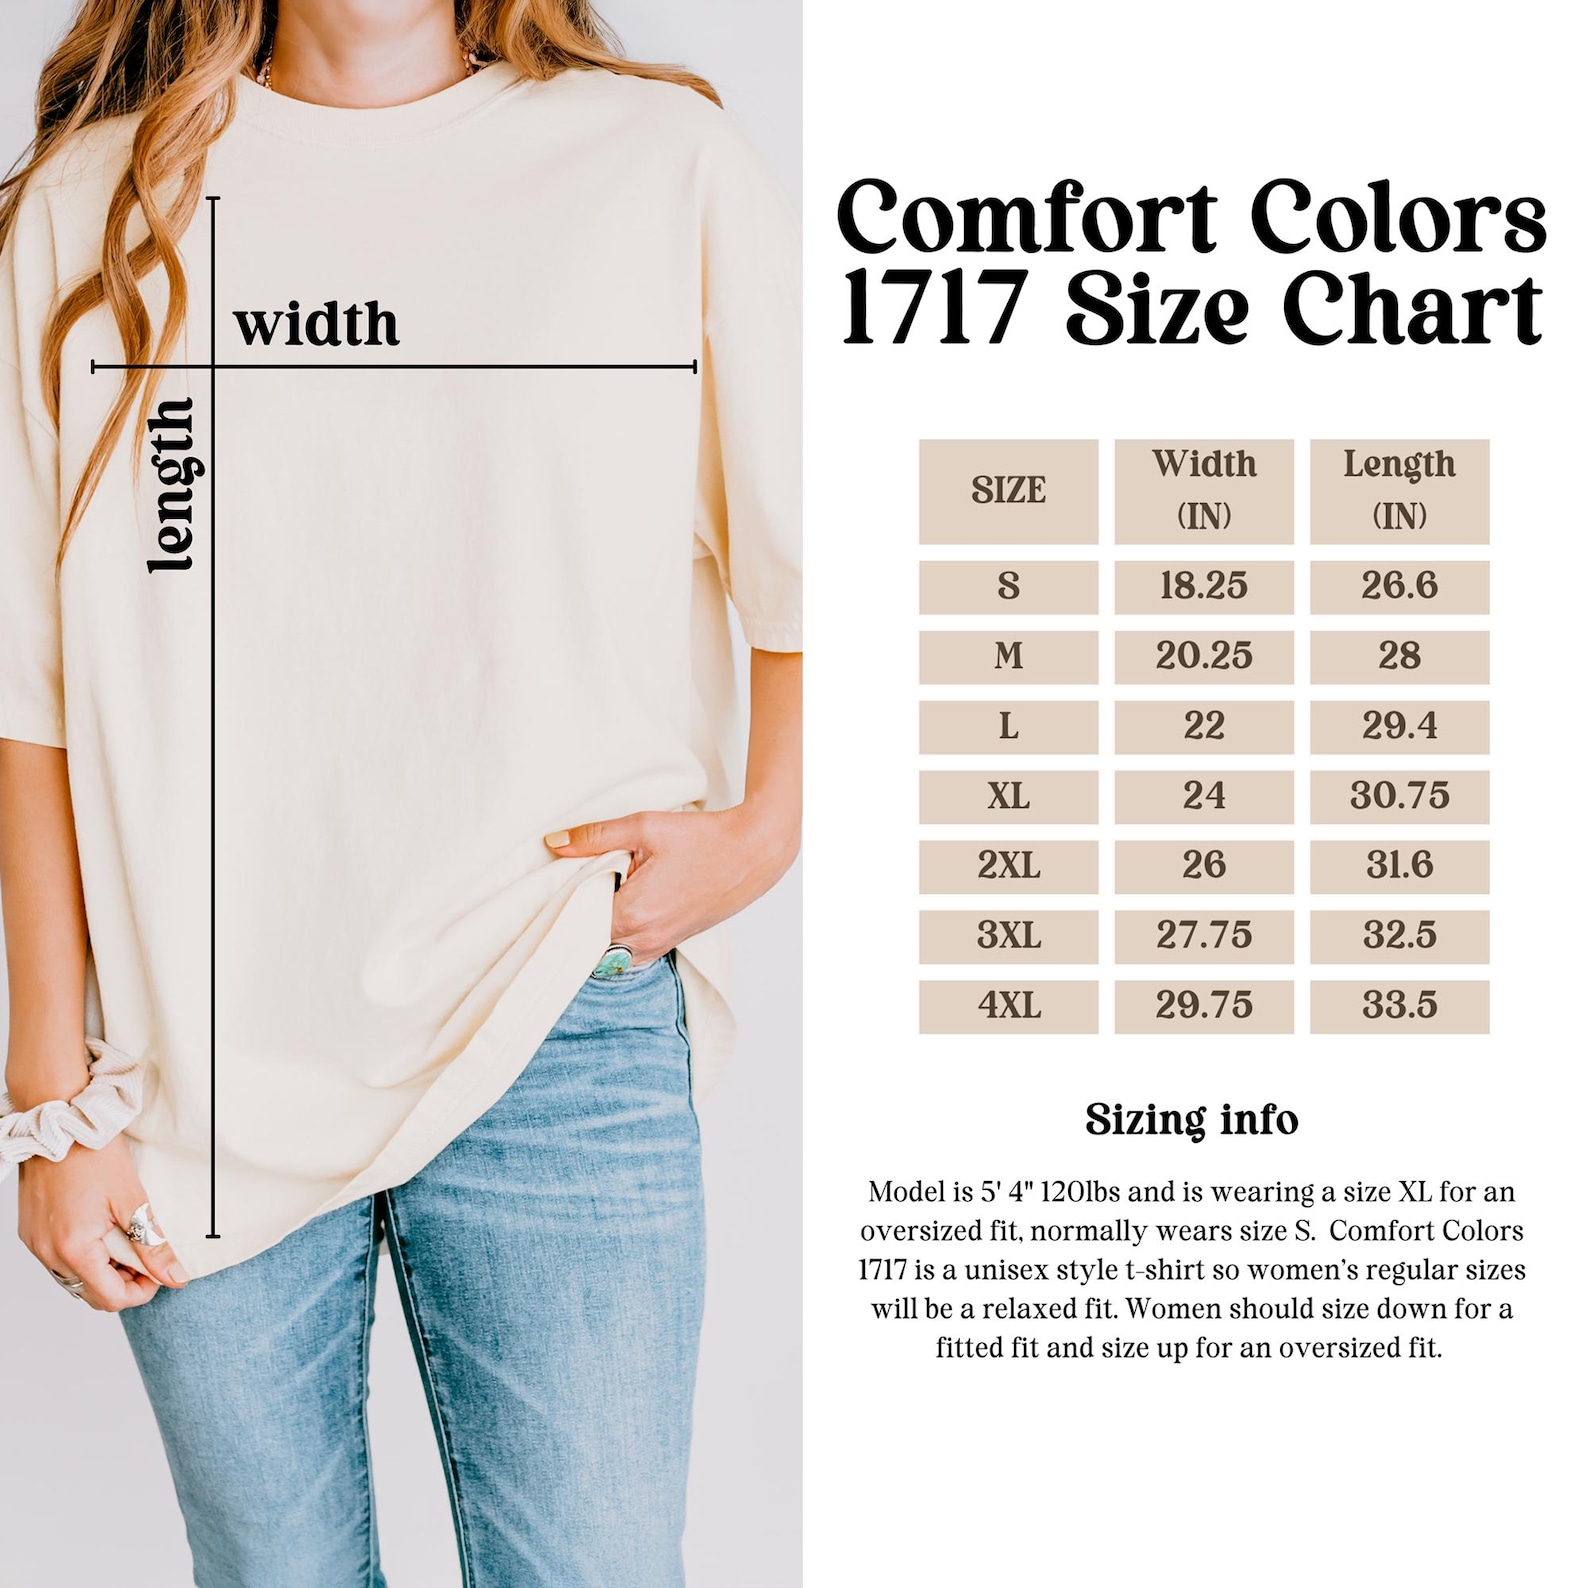 width
length
Comfort Colors
1717 Size Chart
SIZE Width (IN) Length (IN)
S 18.25 26.6
M 20.25 28
L 22 29.4
XL 24 30.75
2XL 26 31.6
3XL 27.75 32.5
4XL 29.75 33.5
Sizing info
Model is 5' 4" 120lbs and is wearing a size XL for an
oversized fit, normally wears size S. Comfort Colors
1717 is a unisex style t-shirt so women’s regular sizes
will be a relaxed fit. Women should size down for a
fitted fit and size up for an oversized fit.